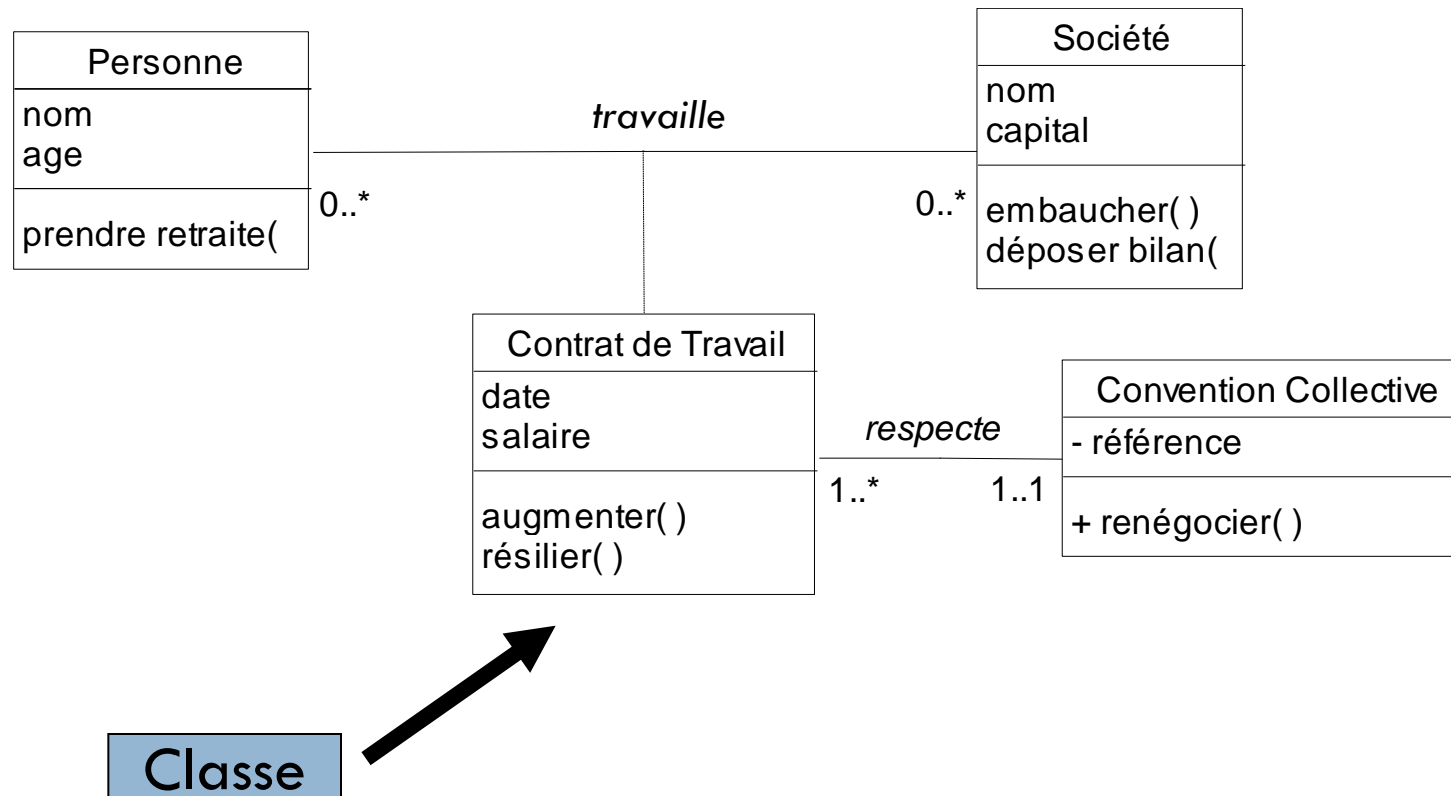 Personne
nom
age
prendre retraite(
travaille
0..*
0..*
Société
nom
capital
embaucher( )
déposer bilan(
Contrat de Travail
date
salaire
augmenter( )
résilier( )
respecte
1..*
1..1
Convention Collective
- référence
+ renégocier( )
Classe